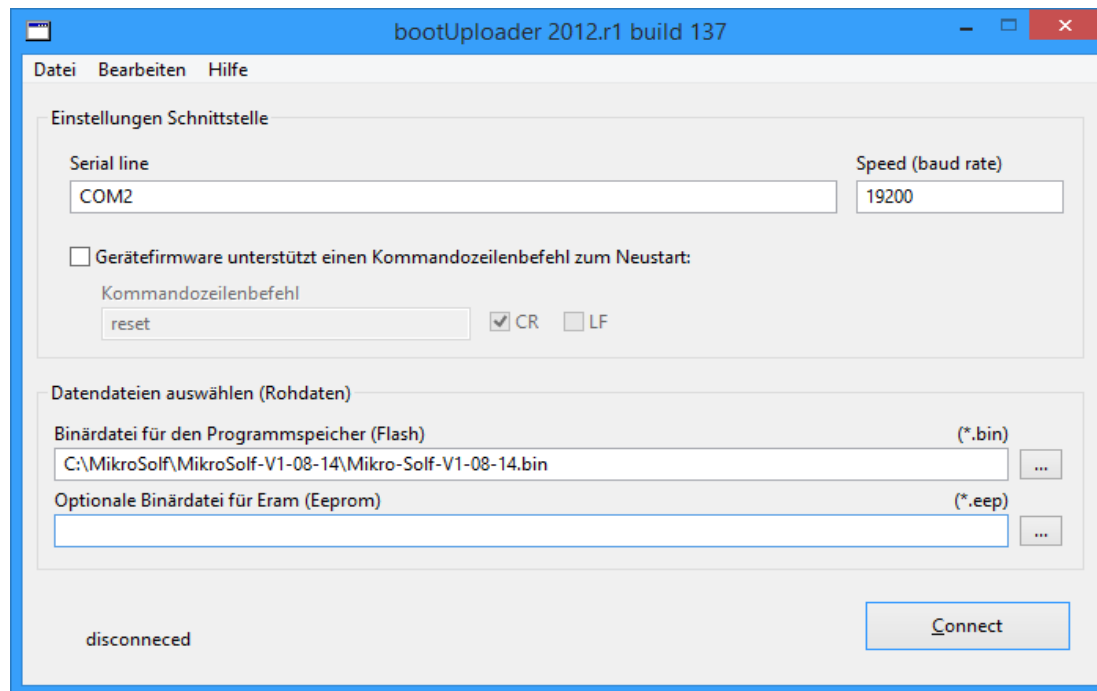 bootUploader 2012.r1 build 137
Datei Bearbeiten Hilfe
Einstellungen Schnittstelle
Serial line Speed (baud rate)
COM2 19200
Gerätefirmware unterstützt einen Kommandozeilenbefehl zum Neustart:
Kommandozeilenbefehl
reset CR LF
Datendateien auswählen (Rohdaten)
Binärdatei für den Programmspeicher (Flash) (*.bin)
C:\MikroSolf\MikroSolf-V1-08-14\Mikro-Solf-V1-08-14.bin ...
Optionale Binärdatei für Eram (Eeprom) (*.eep)
...
Connect
disconneced